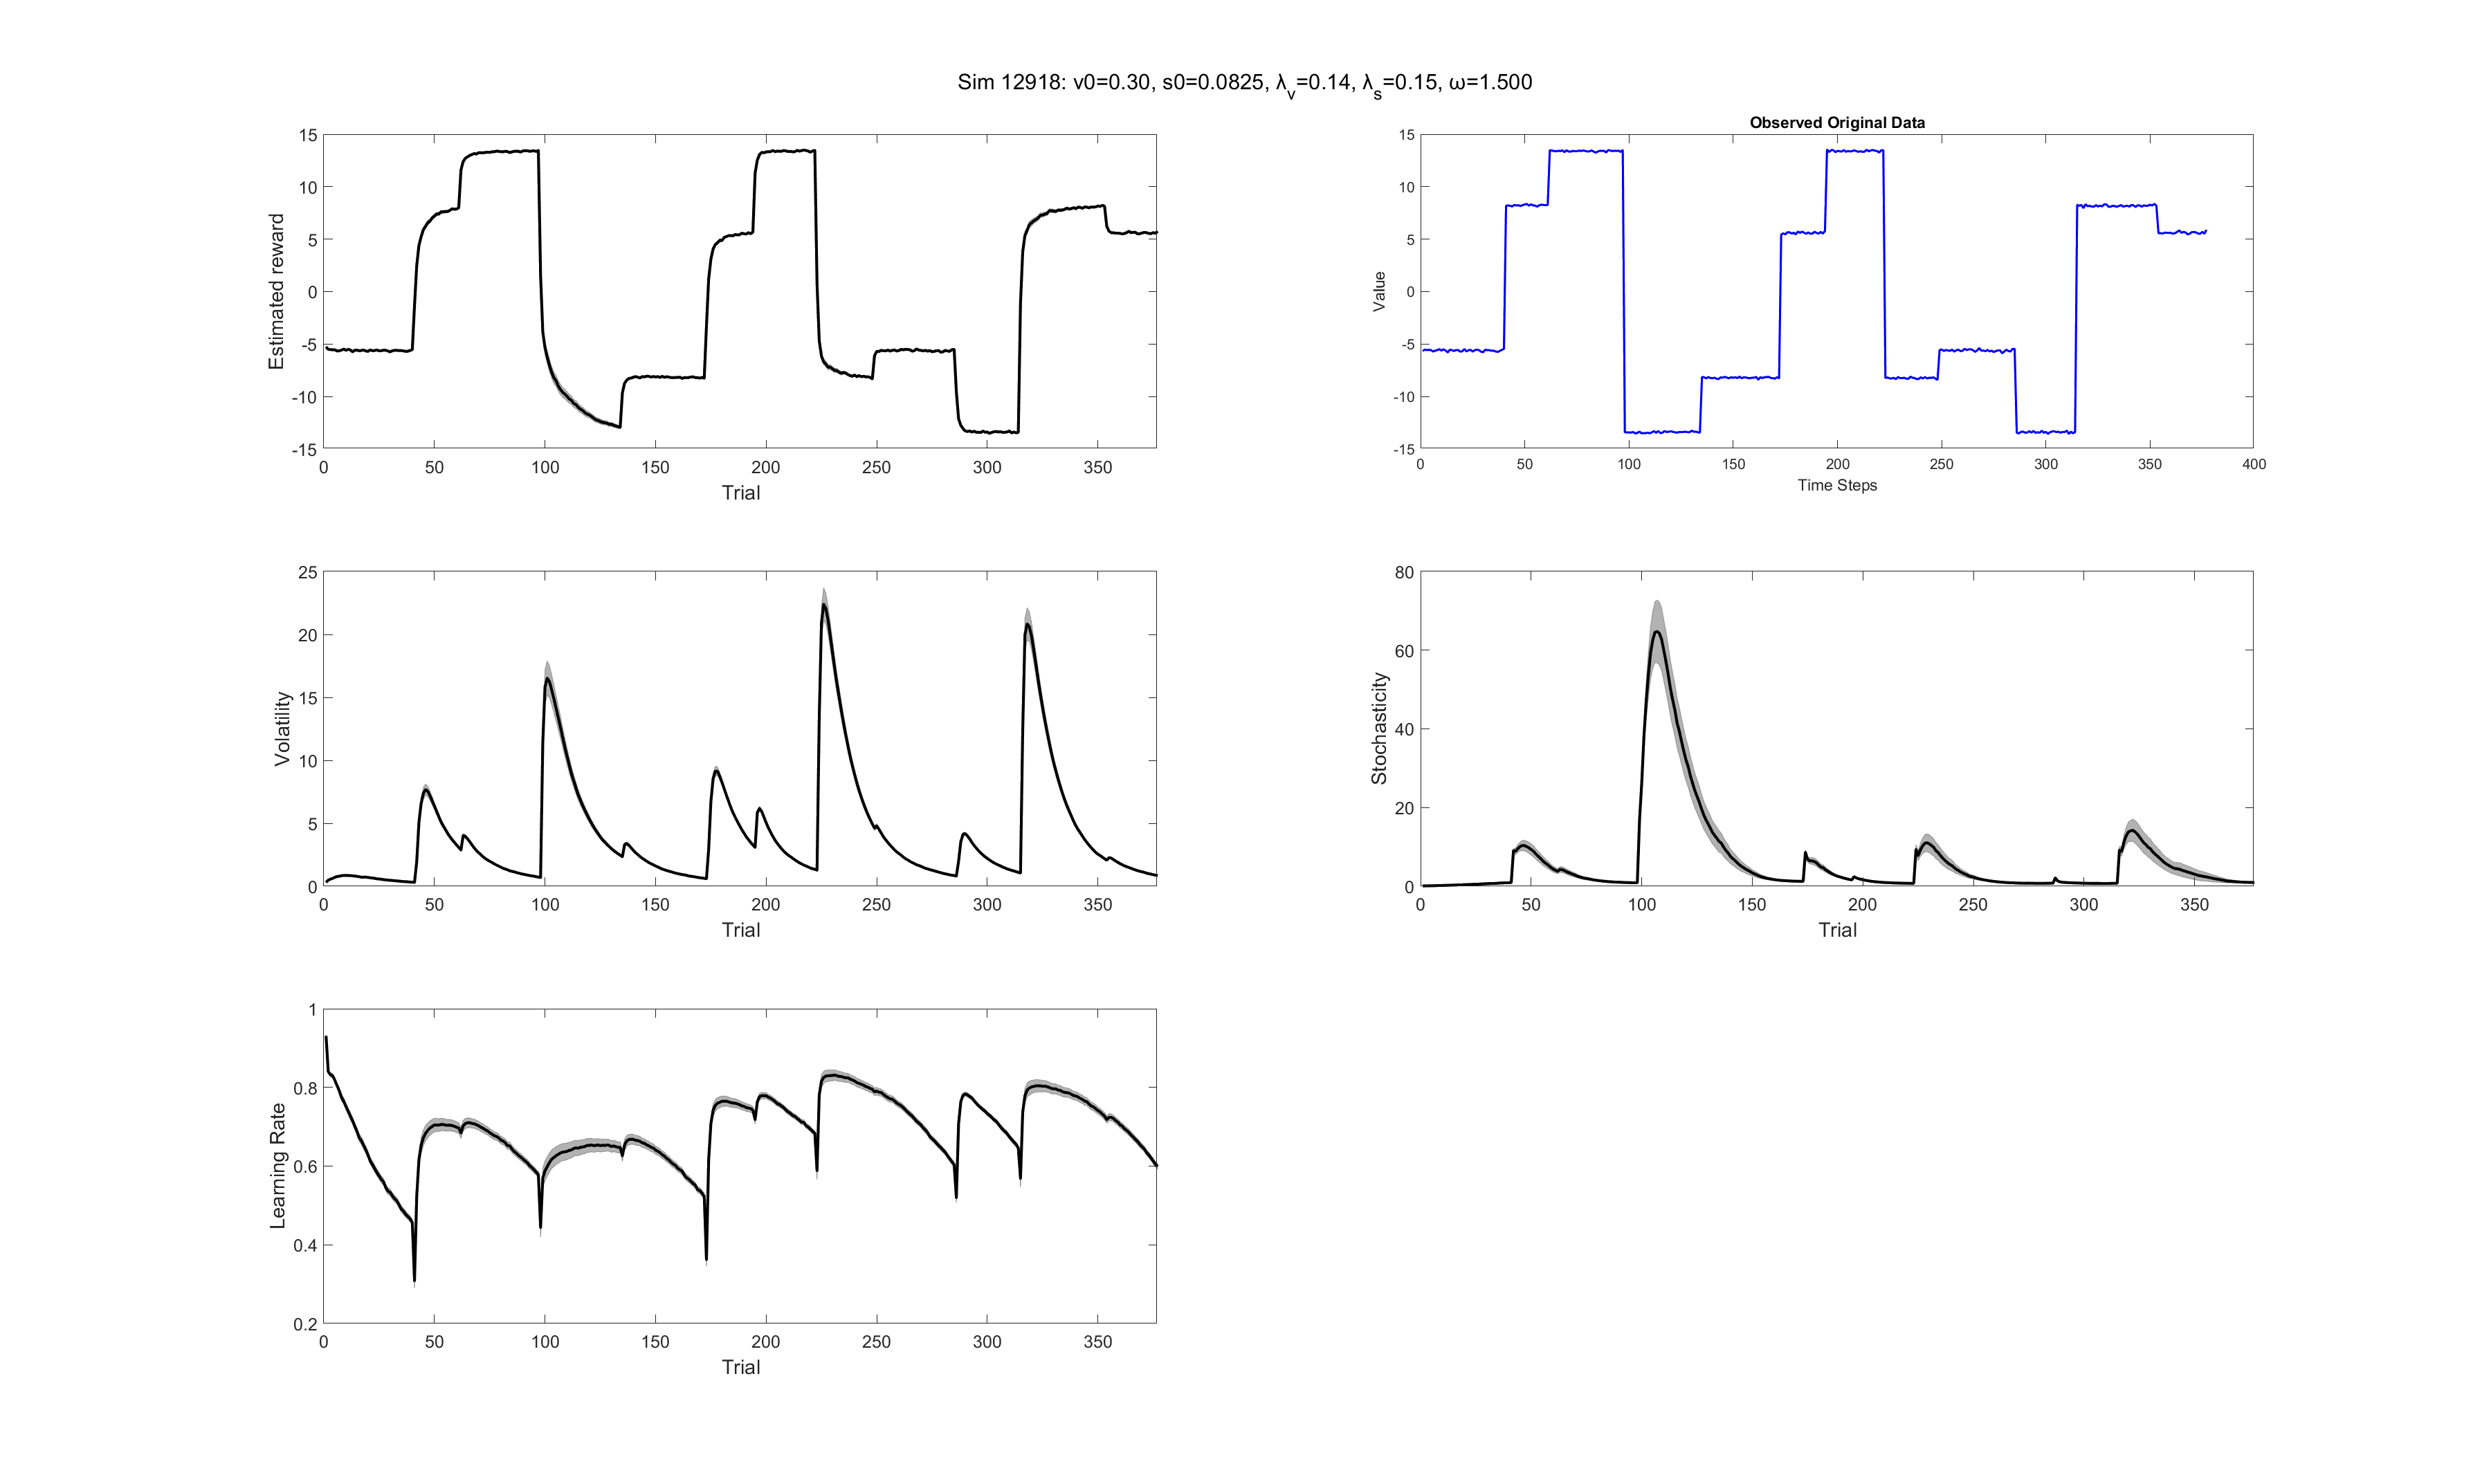 Sim 12918: v0=0.30, s0=0.0825, λv=0.14, λs=0.15, ω=1.500
15
10
5
0
-5
-10
-15
Estimated reward
0 50 100 150 200 250 300 350
Trial
Observed Original Data
15
10
5
0
-5
-10
-15
Value
0 50 100 150 200 250 300 350 400
Time Steps
25
20
15
10
5
0
Volatility
0 50 100 150 200 250 300 350
Trial
80
60
40
20
0
Stochasticity
0 50 100 150 200 250 300 350
Trial
1
0.8
0.6
0.4
0.2
Learning Rate
0 50 100 150 200 250 300 350
Trial